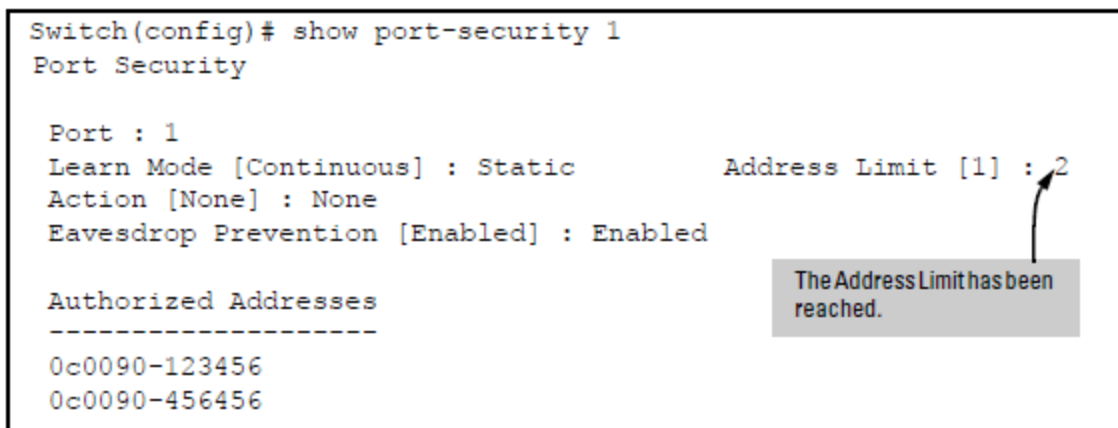 Switch(config)# show port-security 1
Port Security
Port : 1
Learn Mode [Continuous] : Static Address Limit [1] : 2
Action [None] : None
Eavesdrop Prevention [Enabled] : Enabled
The Address Limit has been
reached.
Authorized Addresses
--------------------
0c0090-123456
0c0090-456456